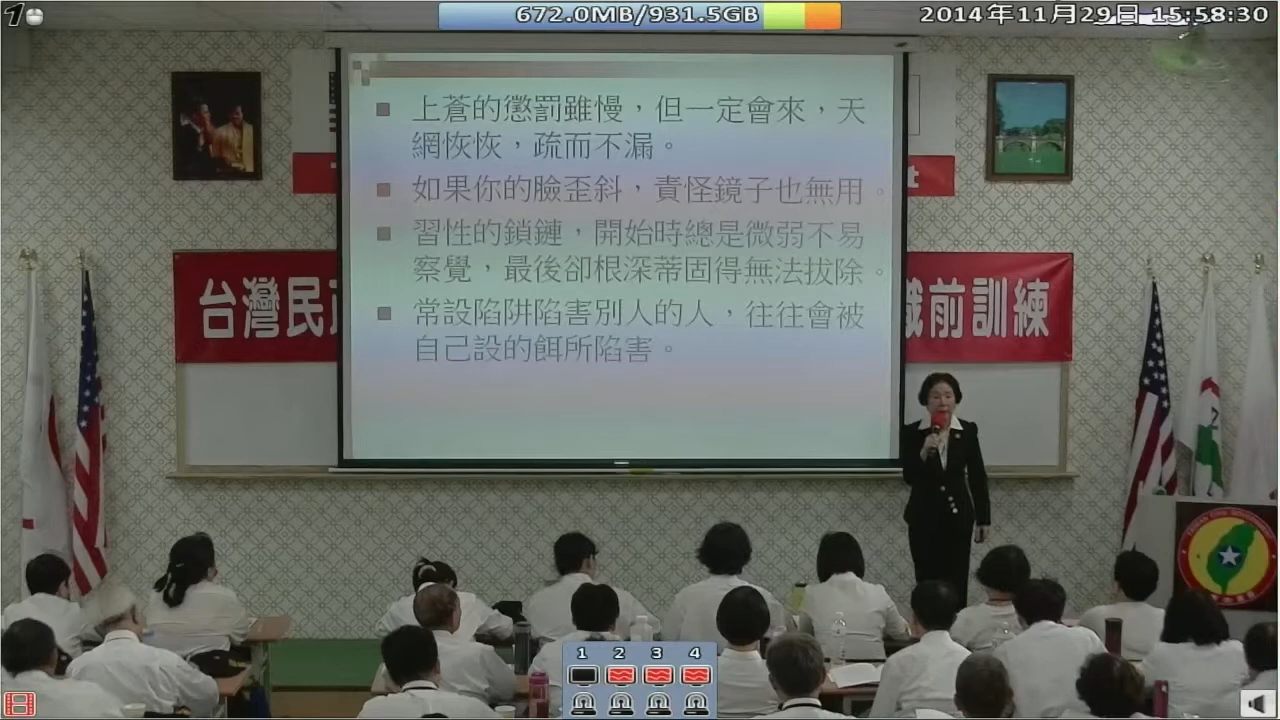 1
672.0MB/931.5GB
2014年11月29日 15:58:30
上蒼的懲罰雖慢，但一定會來，天
網恢恢，疏而不漏。
如果你的臉歪斜，責怪鏡子也無用。
習性的鎖鏈，開始時總是微弱不易
察覺，最後卻根深蒂固得無法拔除。
常設陷阱陷害別人的人，往往會被
自己設的餌所陷害。
台灣民
前訓練
1 2 3 4